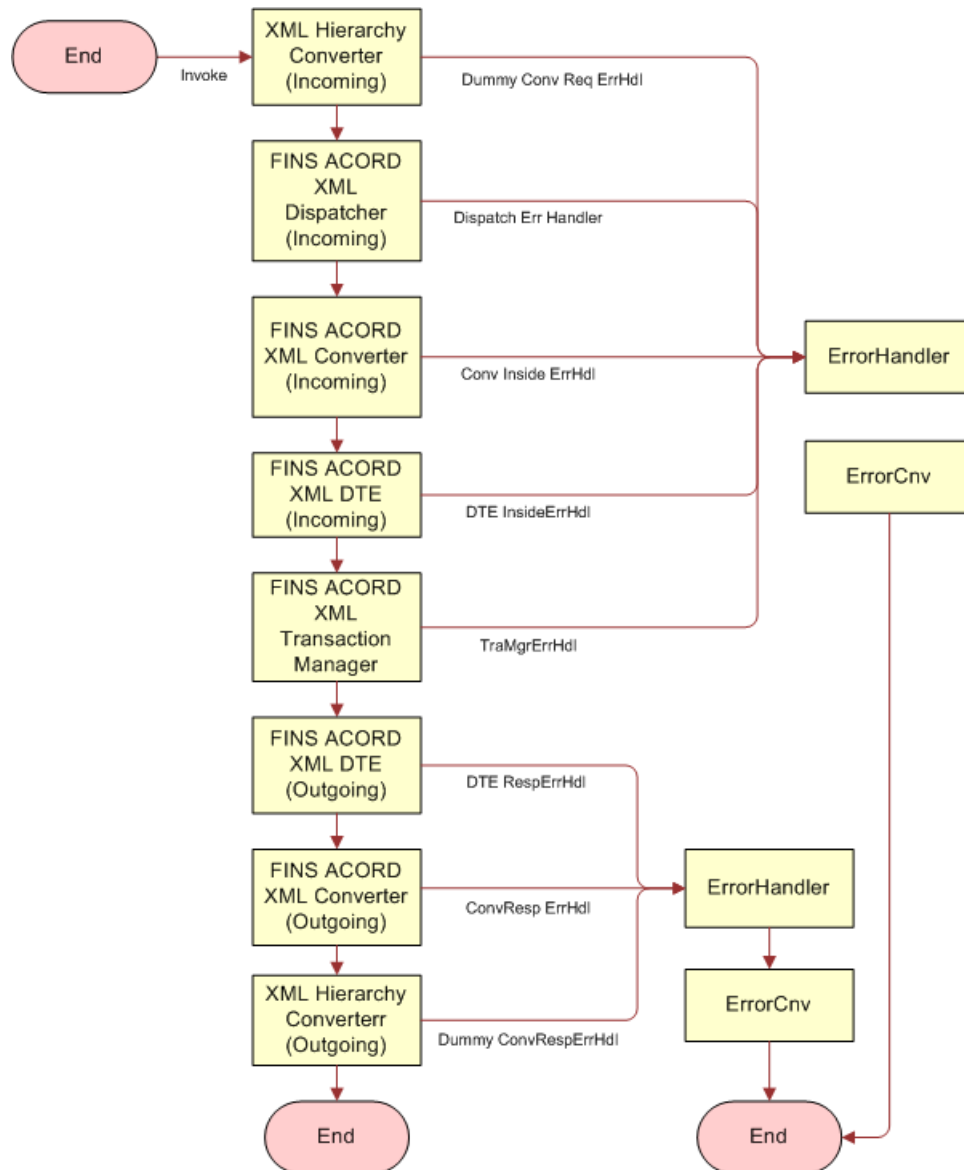 End
Invoke
XML Hierarchy
Converter
(Incoming)
Dummy Conv Req ErrHdl
FINS ACORD
XML
Dispatcher
(Incoming)
Dispatch Err Handler
FINS ACORD
XML Converter
(Incoming)
Conv Inside ErrHdl
ErrorHandler
ErrorCnv
FINS ACORD
XML DTE
(Incoming)
DTE InsideErrHdl
FINS ACORD
XML
Transaction
Manager
TraMgrErrHdl
FINS ACORD
XML DTE
(Outgoing)
DTE RespErrHdl
FINS ACORD
XML Converter
(Outgoing)
ConvResp ErrHdl
ErrorHandler
XML Hierarchy
Converterr
(Outgoing)
Dummy ConvRespErrHdl
ErrorCnv
End
End